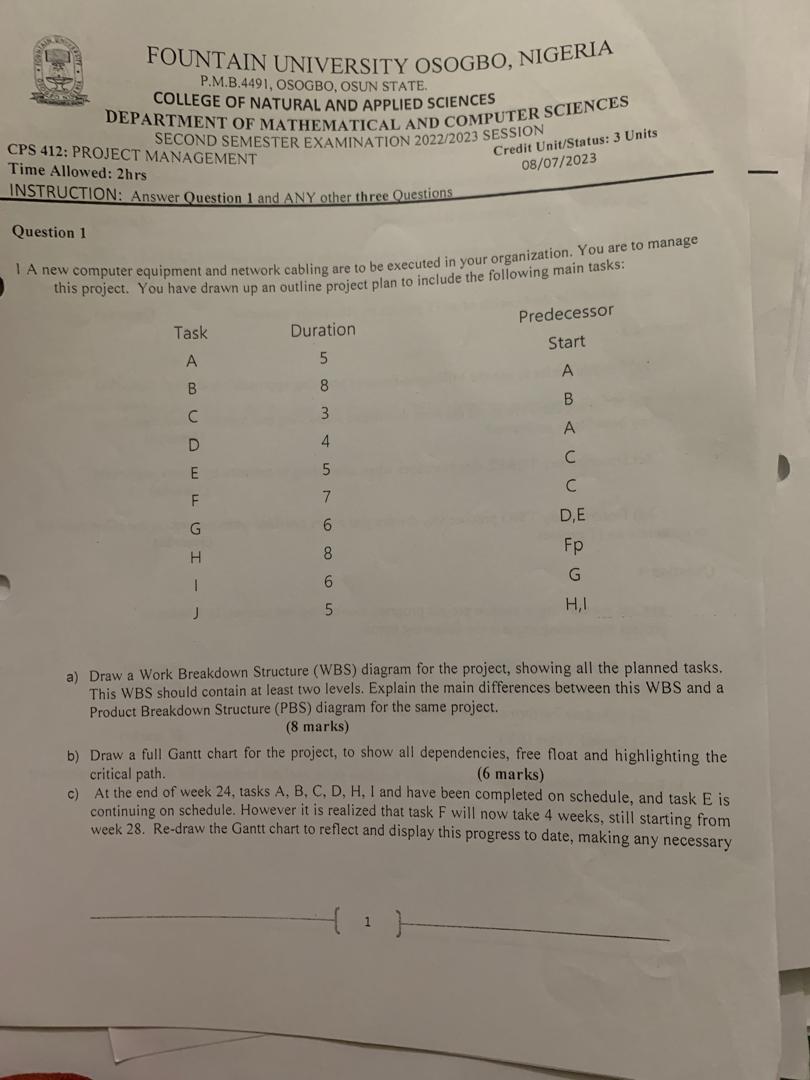 FOUNTAIN UNIVERSITY OSOGBO, NIGERIA
P.M.B.4491, OSOGBO, OSUN STATE.
COLLEGE OF NATURAL AND APPLIED SCIENCES
DEPARTMENT OF MATHEMATICAL AND COMPUTER SCIENCES
SECOND SEMESTER EXAMINATION 2022/2023 SESSION
CPS 412: PROJECT MANAGEMENT Credit Unit/Status: 3 Units
Time Allowed: 2hrs 08/07/2023
INSTRUCTION: Answer Question 1 and ANY other three Questions
Question 1
1 A new computer equipment and network cabling are to be executed in your organization. You are to manage
this project. You have drawn up an outline project plan to include the following main tasks:
Task Duration Predecessor
A 5 Start
B 8 A
C 3 B
D 4 A
E 5 C
F 7 C
G 6 D,E
H 8 Fp
I 6 G
J 5 H,I
a) Draw a Work Breakdown Structure (WBS) diagram for the project, showing all the planned tasks.
This WBS should contain at least two levels. Explain the main differences between this WBS and a
Product Breakdown Structure (PBS) diagram for the same project.
(8 marks)
b) Draw a full Gantt chart for the project, to show all dependencies, free float and highlighting the
critical path. (6 marks)
c) At the end of week 24, tasks A, B, C, D, H, I and have been completed on schedule, and task E is
continuing on schedule. However it is realized that task F will now take 4 weeks, still starting from
week 28. Re-draw the Gantt chart to reflect and display this progress to date, making any necessary
{ 1 }